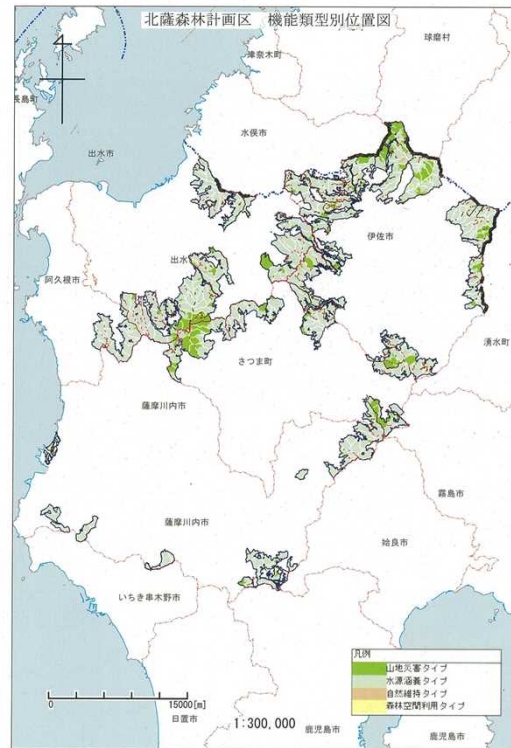 北薩森林計画区 機能類型別位置図
球磨村
津奈木町
長島町
水俣市
出水市
伊佐市
出水
阿久根市
湧水町
さつま町
薩摩川内市
霧島市
薩摩川内市
姶良市
いちき串木野市
凡例
山地災害タイプ
水源涵養タイプ
自然維持タイプ
森林空間利用タイプ
0 15000[m]
日置市
1:300,000
鹿児島市
鹿児島市